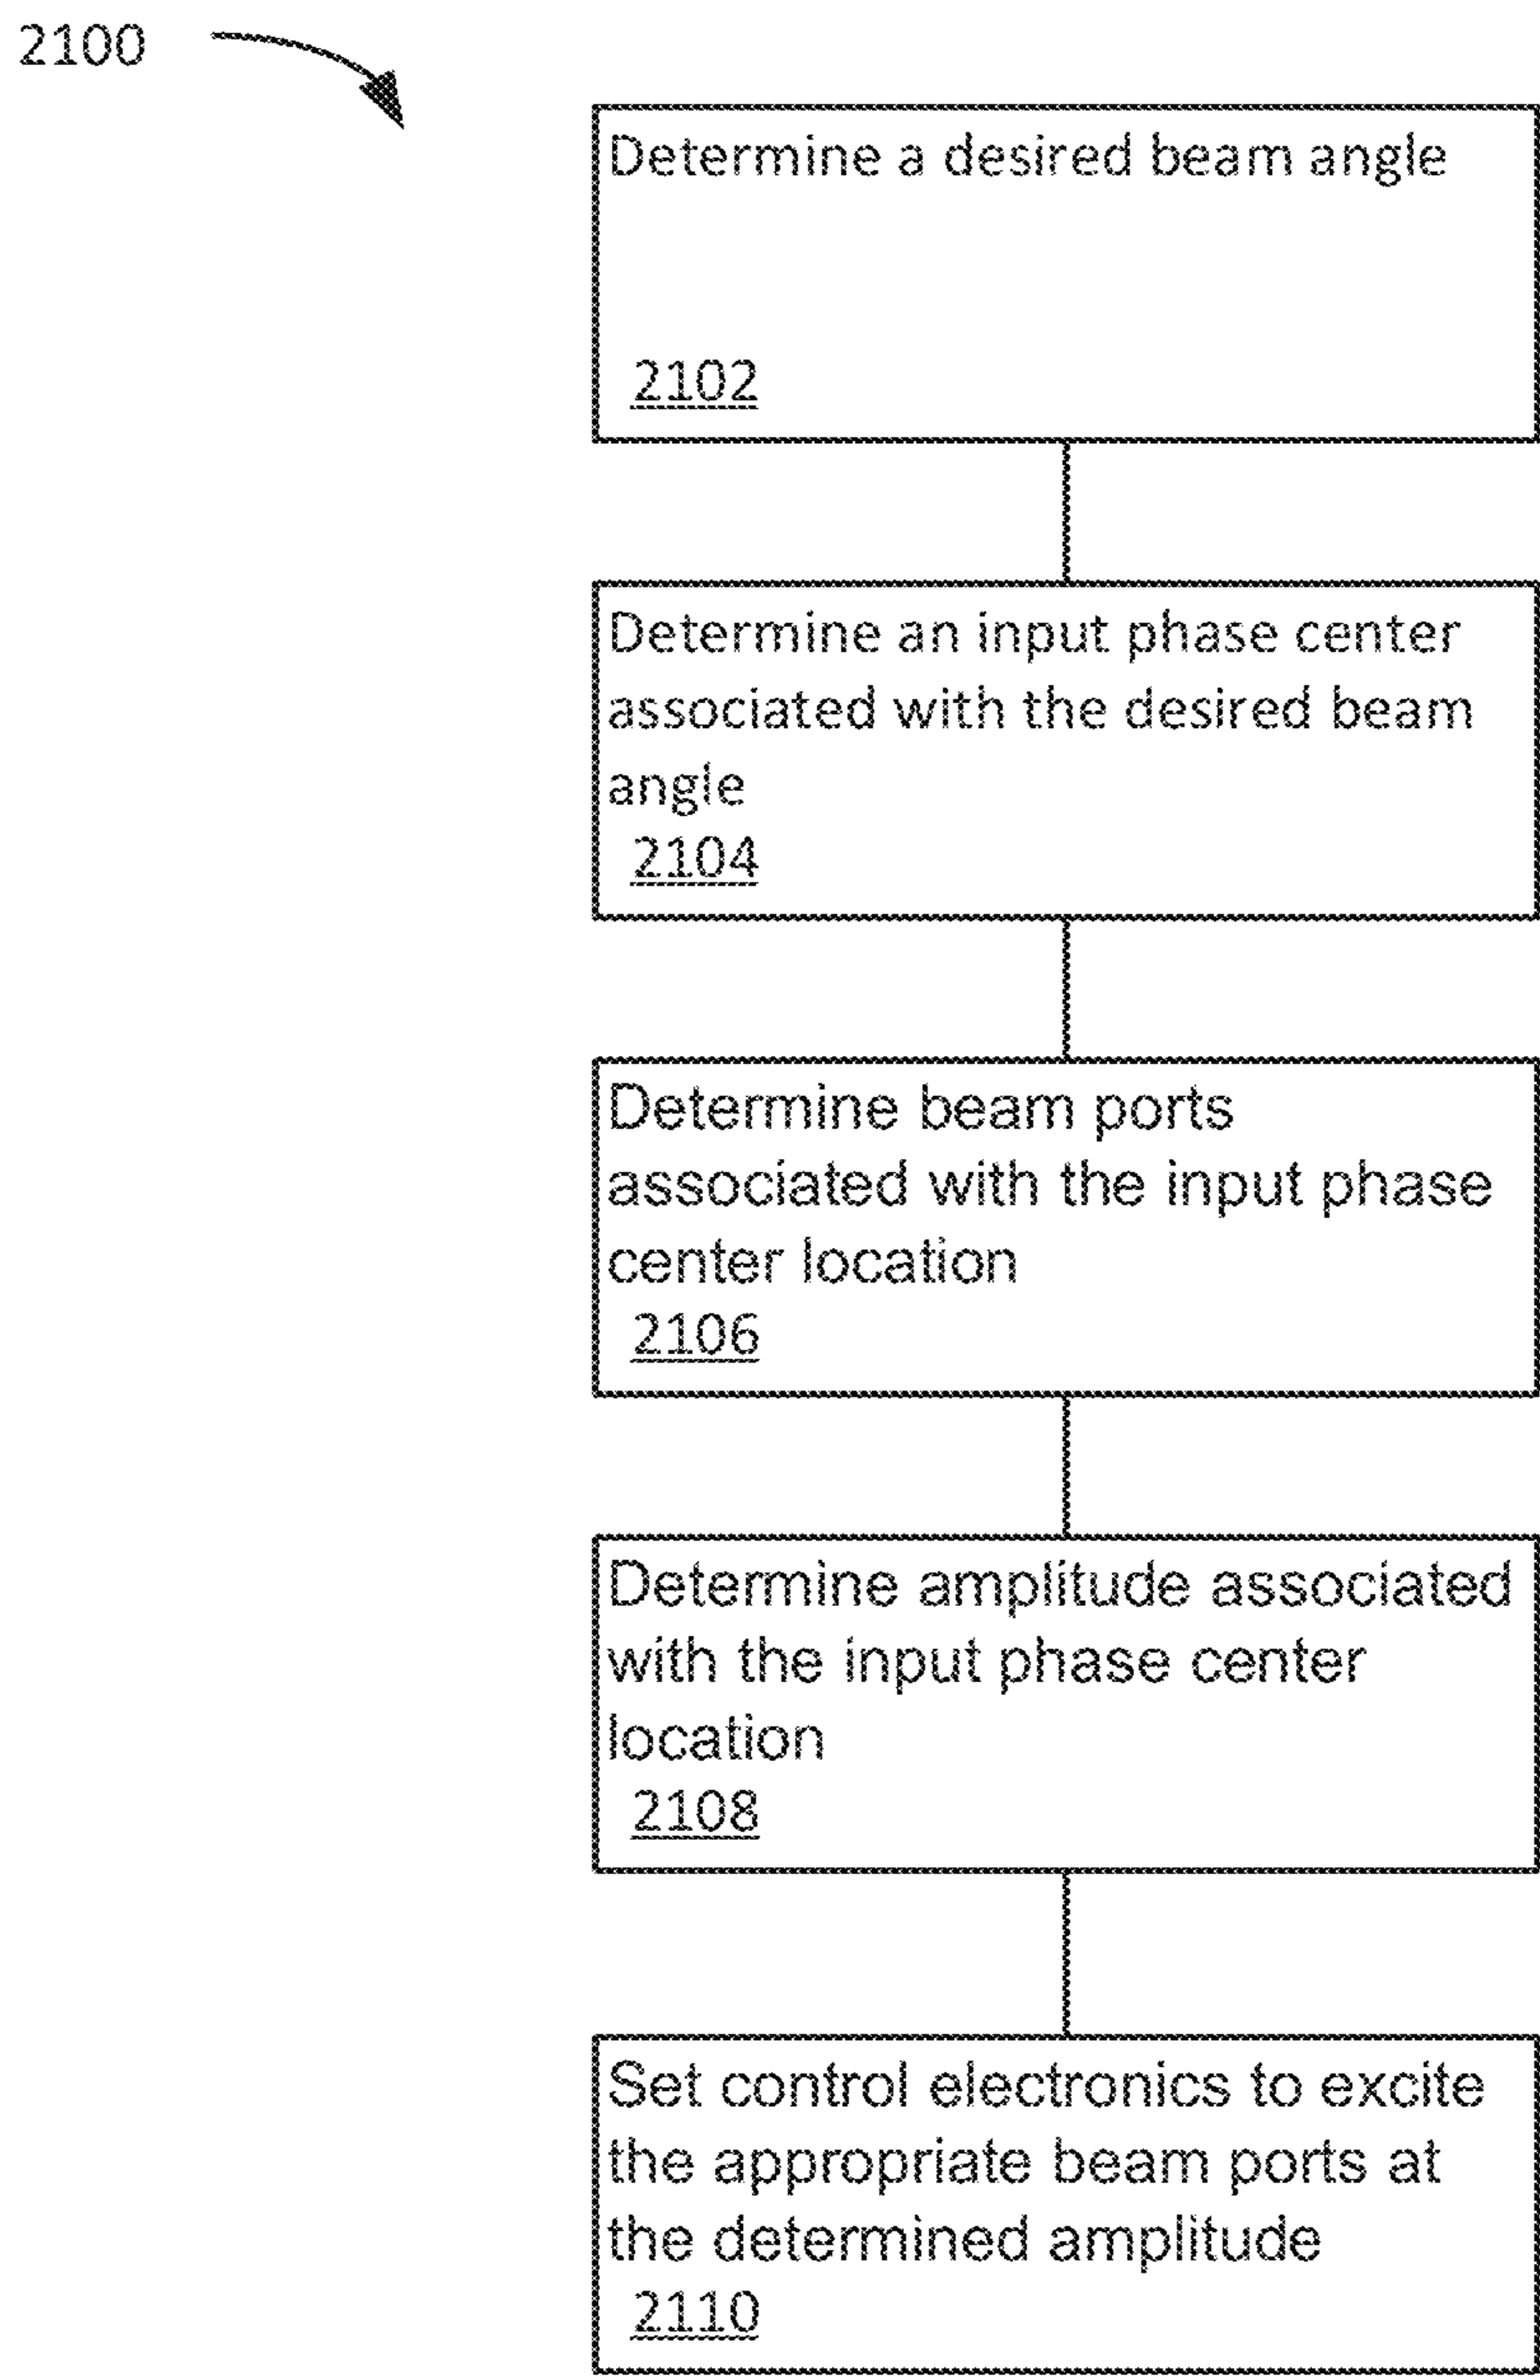 2100
Determine a desired beam angle
2102
Determine an input phase center
associated with the desired beam
angle
2104
Determine beam ports
associated with the input phase
center location
2106
Determine amplitude associated
with the input phase center
location
2108
Set control electronics to excite
the appropriate beam ports at
the determined amplitude
2110